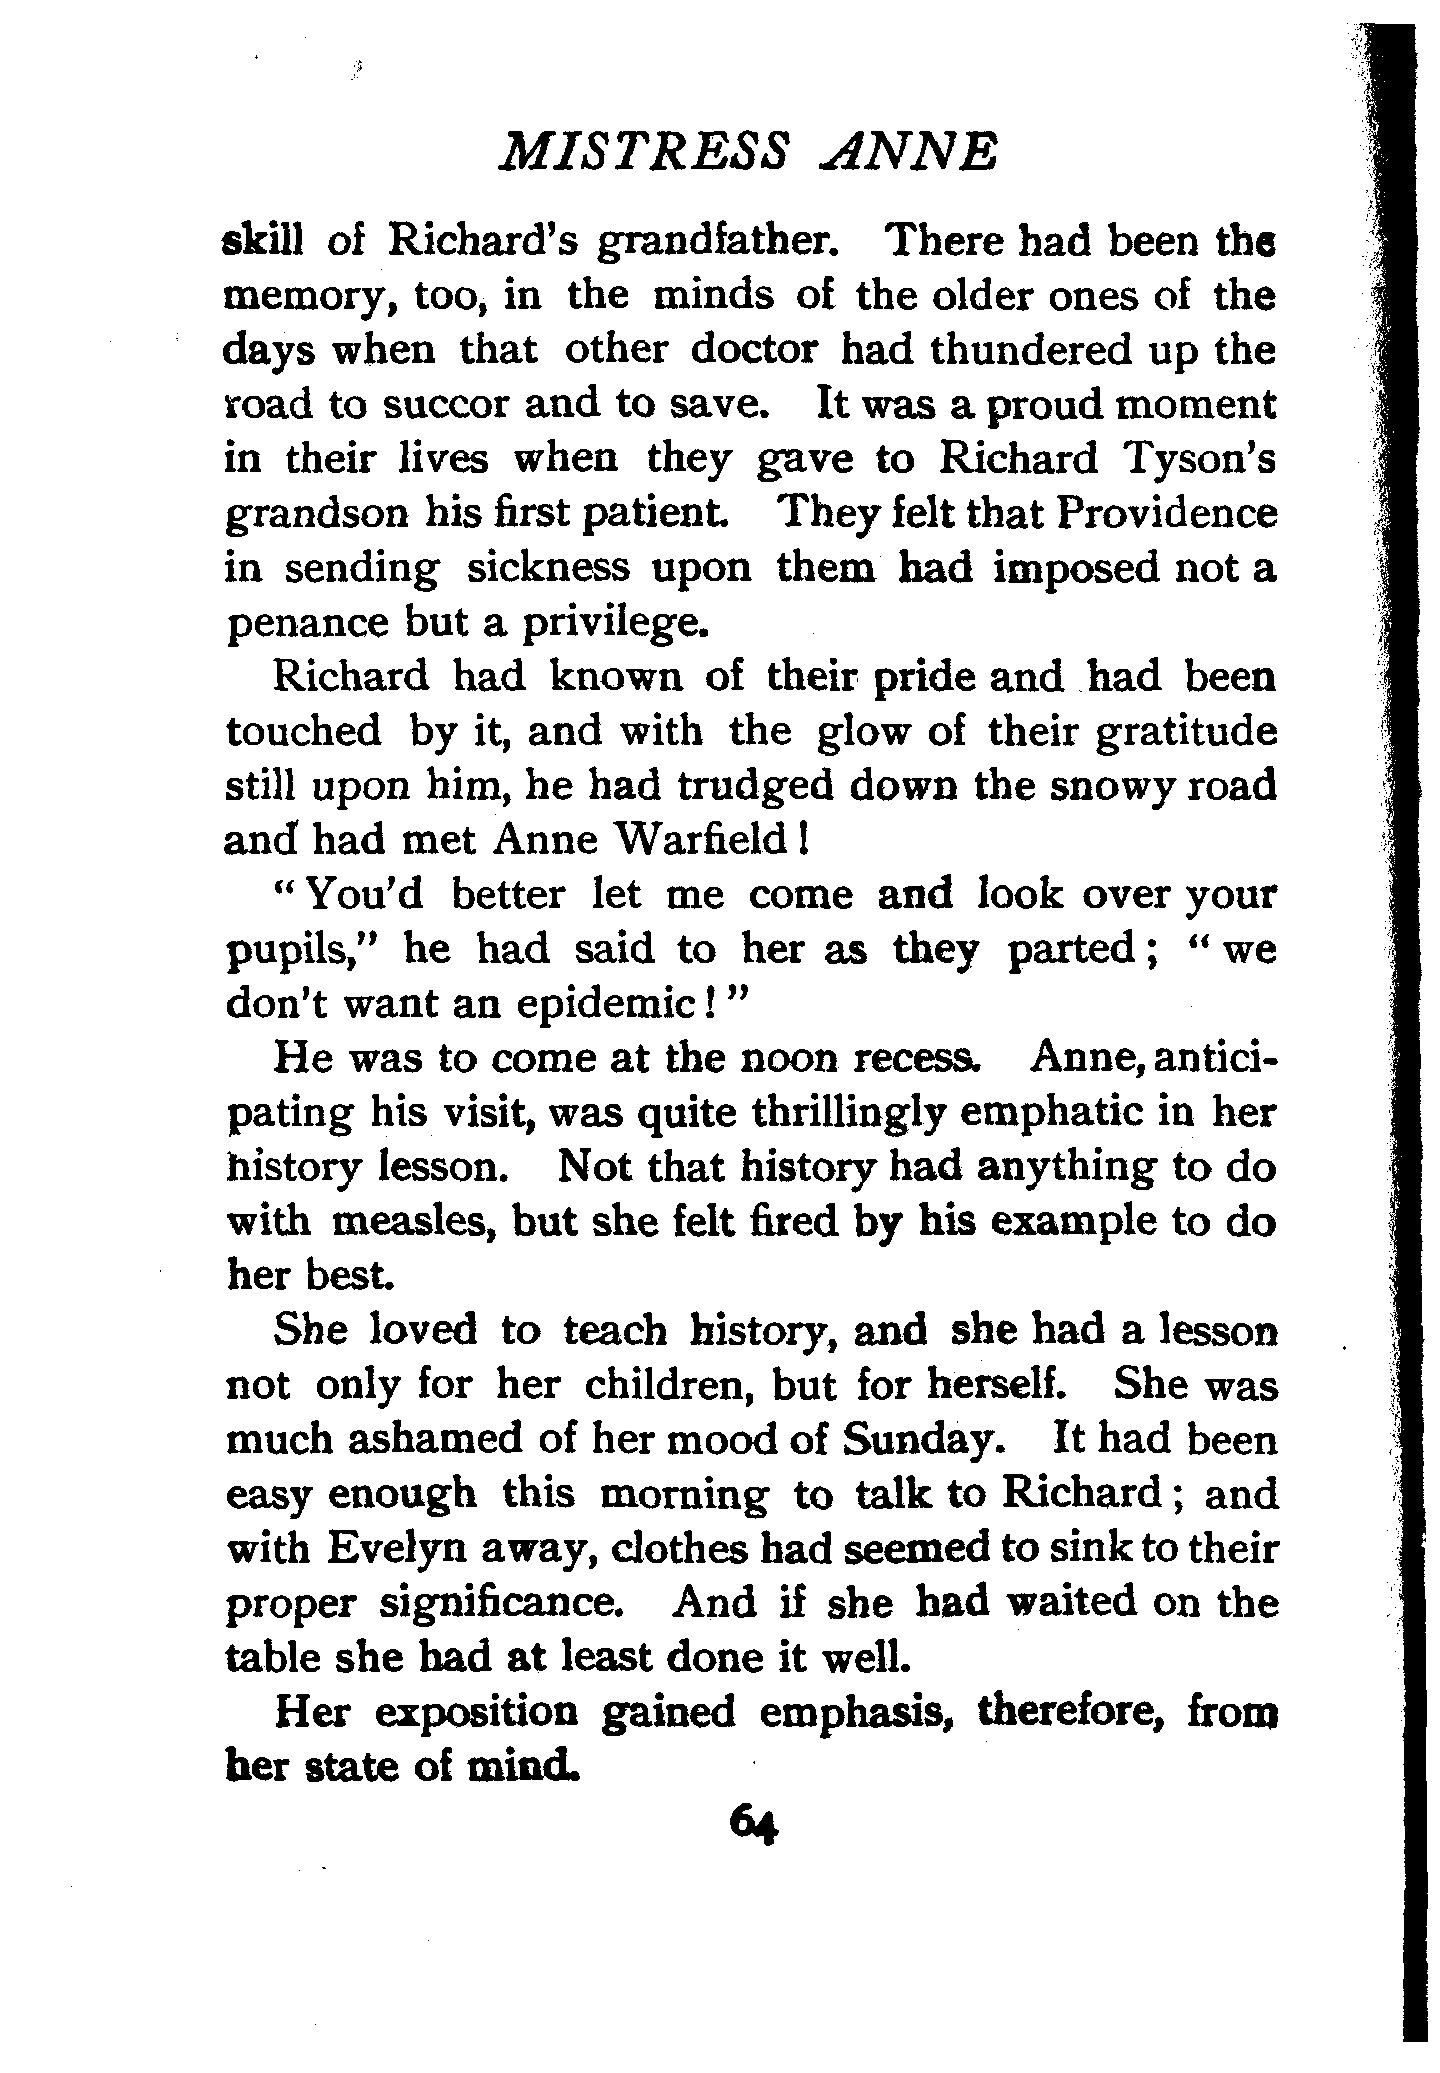 MISTRESS ANNE
skill of Richard's grandfather. There had been the
memory, too, in the minds of the older ones of the
days when that other doctor had thundered up the
road to succor and to save. It was a proud moment
in their lives when they gave to Richard Tyson's
grandson his first patient. They felt that Providence
in sending sickness upon them had imposed not a
penance but a privilege.
Richard had known of their pride and had been
touched by it, and with the glow of their gratitude
still upon him, he had trudged down the snowy road
and had met Anne Warfield!
"You'd better let me come and look over your
pupils," he had said to her as they parted; "we
don't want an epidemic!"
He was to come at the noon recess. Anne, antici-
pating his visit, was quite thrillingly emphatic in her
history lesson. Not that history had anything to do
with measles, but she felt fired by his example to do
her best.
She loved to teach history, and she had a lesson
not only for her children, but for herself. She was
much ashamed of her mood of Sunday. It had been
easy enough this morning to talk to Richard; and
with Evelyn away, clothes had seemed to sink to their
proper significance. And if she had waited on the
table she had at least done it well.
Her exposition gained emphasis, therefore, from
her state of mind.
64